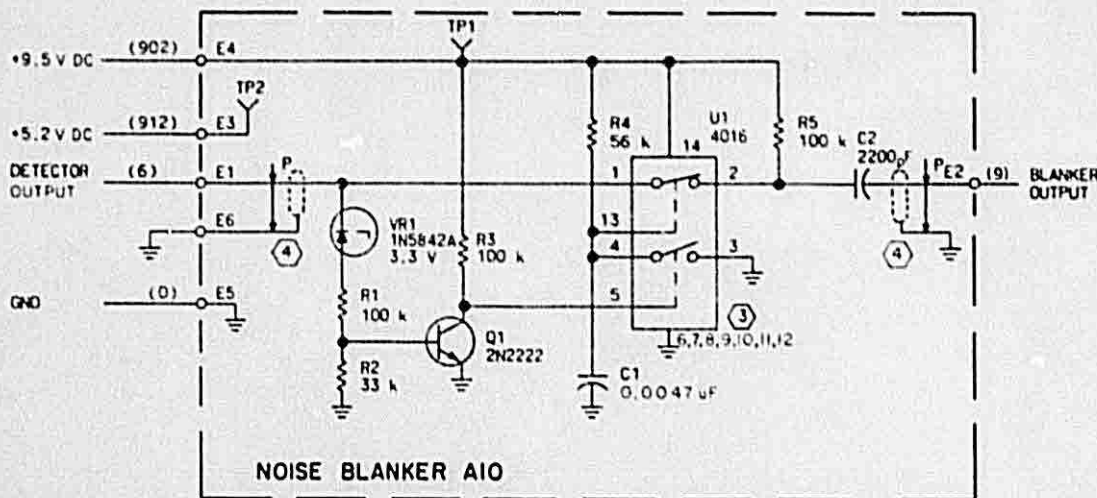 TP1
+9.5 V DC (902) E4
TP2
+5.2 V DC (912) E3
R4
56 k
U1
4016
14
R5
100 k
C2
2200pF
DETECTOR
OUTPUT
(6) E1
P
1
2
P
E2
(9)
BLANKER
OUTPUT
E6
4
VR1
1N5842A
3.3 V
R3
100 k
13
4
3
4
GND (0) E5
R1
100 k
5
3
6,7,8,9,10,11,12
Q1
2N2222
R2
33 k
C1
0.0047 uF
NOISE BLANKER A10